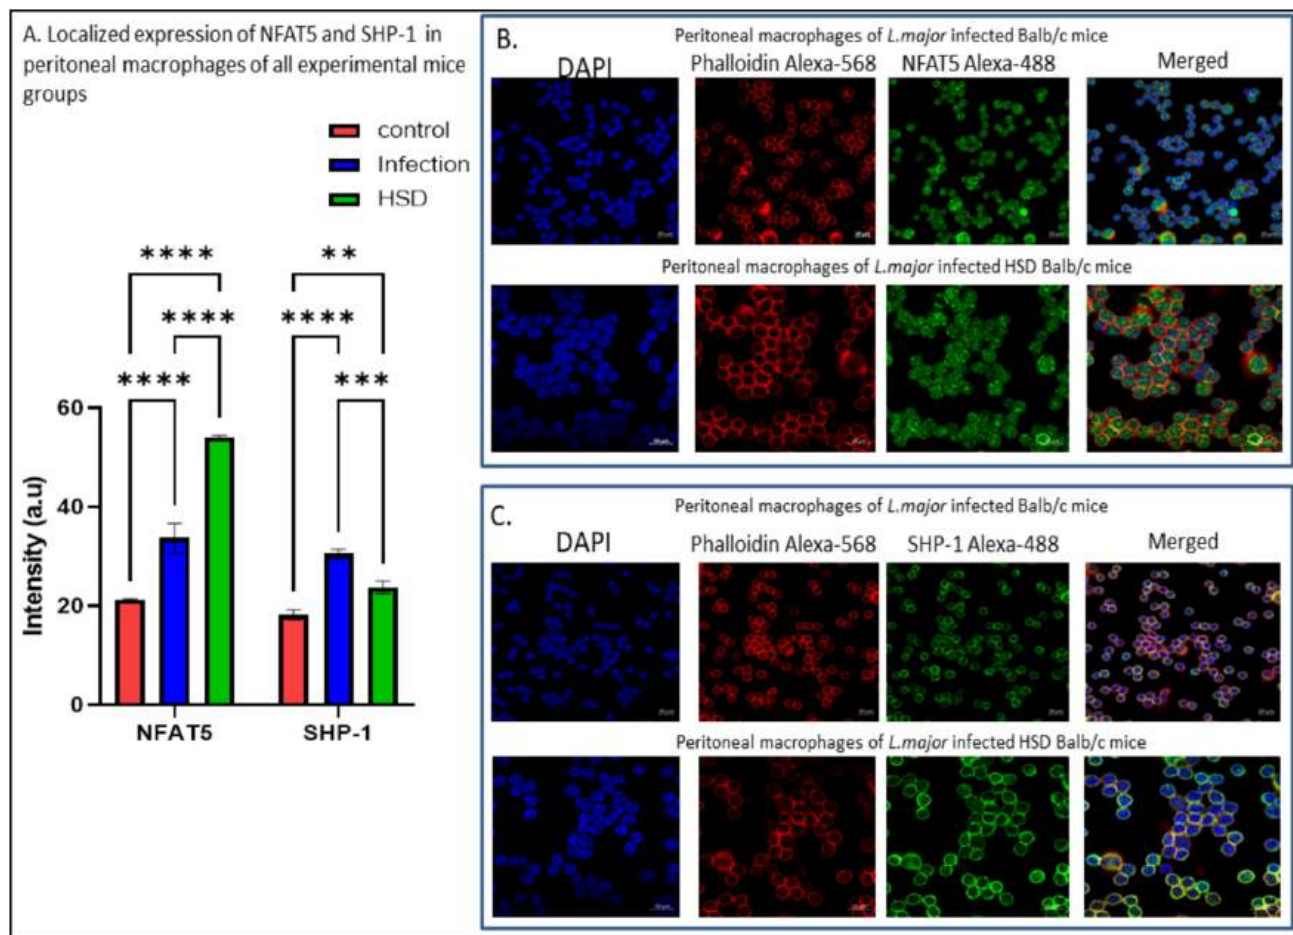 A. Localized expression of NFAT5 and SHP-1 in
peritoneal macrophages of all experimental mice
groups
control
Infection
HSD
**** **
**** ****
**** ***
60
40
20
0
Intensity (a.u)
NFAT5 SHP-1
B.
Peritoneal macrophages of L.major infected Balb/c mice
DAPI Phalloidin Alexa-568 NFAT5 Alexa-488 Merged
Peritoneal macrophages of L.major infected HSD Balb/c mice
C.
Peritoneal macrophages of L.major infected Balb/c mice
DAPI Phalloidin Alexa-568 SHP-1 Alexa-488 Merged
Peritoneal macrophages of L.major infected HSD Balb/c mice